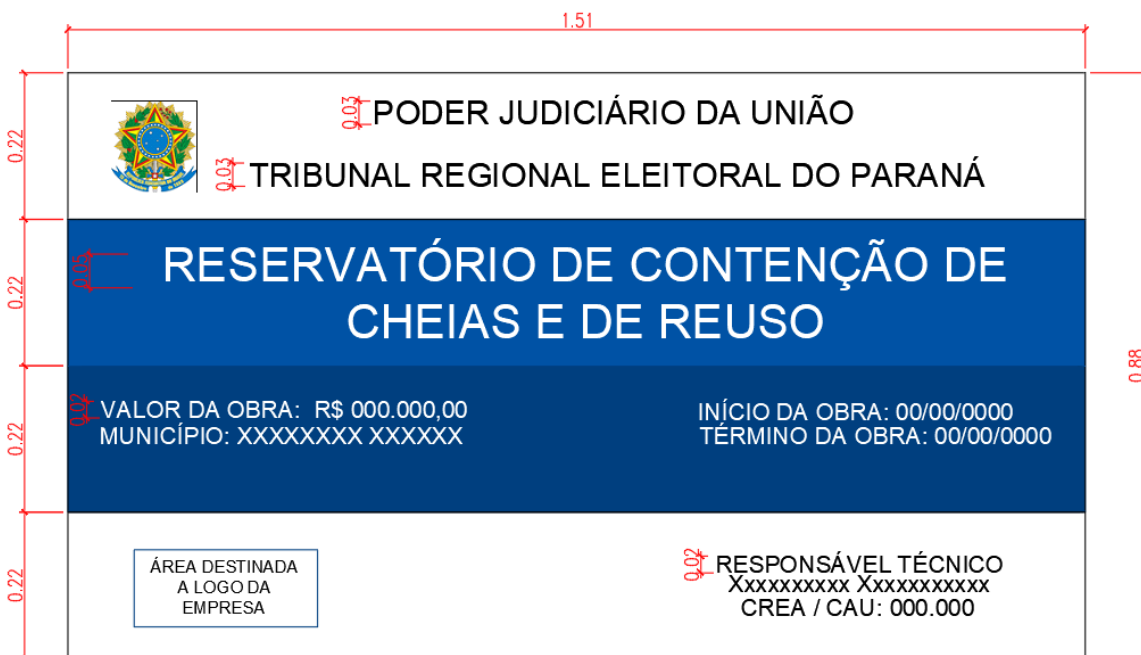 1.51
PODER JUDICIÁRIO DA UNIÃO
0.03
TRIBUNAL REGIONAL ELEITORAL DO PARANÁ
0.03
0.22
RESERVATÓRIO DE CONTENÇÃO DE
CHEIAS E DE REUSO
0.05
0.22
0.88
VALOR DA OBRA: R$ 000.000,00
MUNICÍPIO: XXXXXXXX XXXXXX
0.02
INÍCIO DA OBRA: 00/00/0000
TÉRMINO DA OBRA: 00/00/0000
0.22
ÁREA DESTINADA
A LOGO DA
EMPRESA
0.02
RESPONSÁVEL TÉCNICO
Xxxxxxxxxx Xxxxxxxxxxx
CREA / CAU: 000.000
0.22